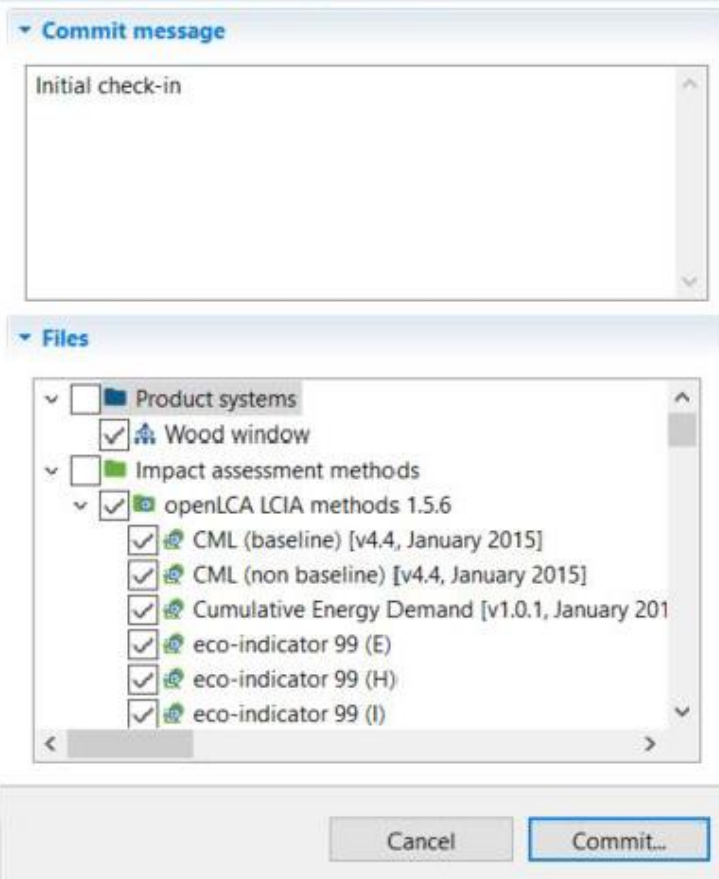 Commit message
Initial check-in
Files
Product systems
Wood window
Impact assessment methods
openLCA LCIA methods 1.5.6
CML (baseline) [v4.4, January 2015]
CML (non baseline) [v4.4, January 2015]
Cumulative Energy Demand [v1.0.1, January 201
eco-indicator 99 (E)
eco-indicator 99 (H)
eco-indicator 99 (I)
Cancel Commit...